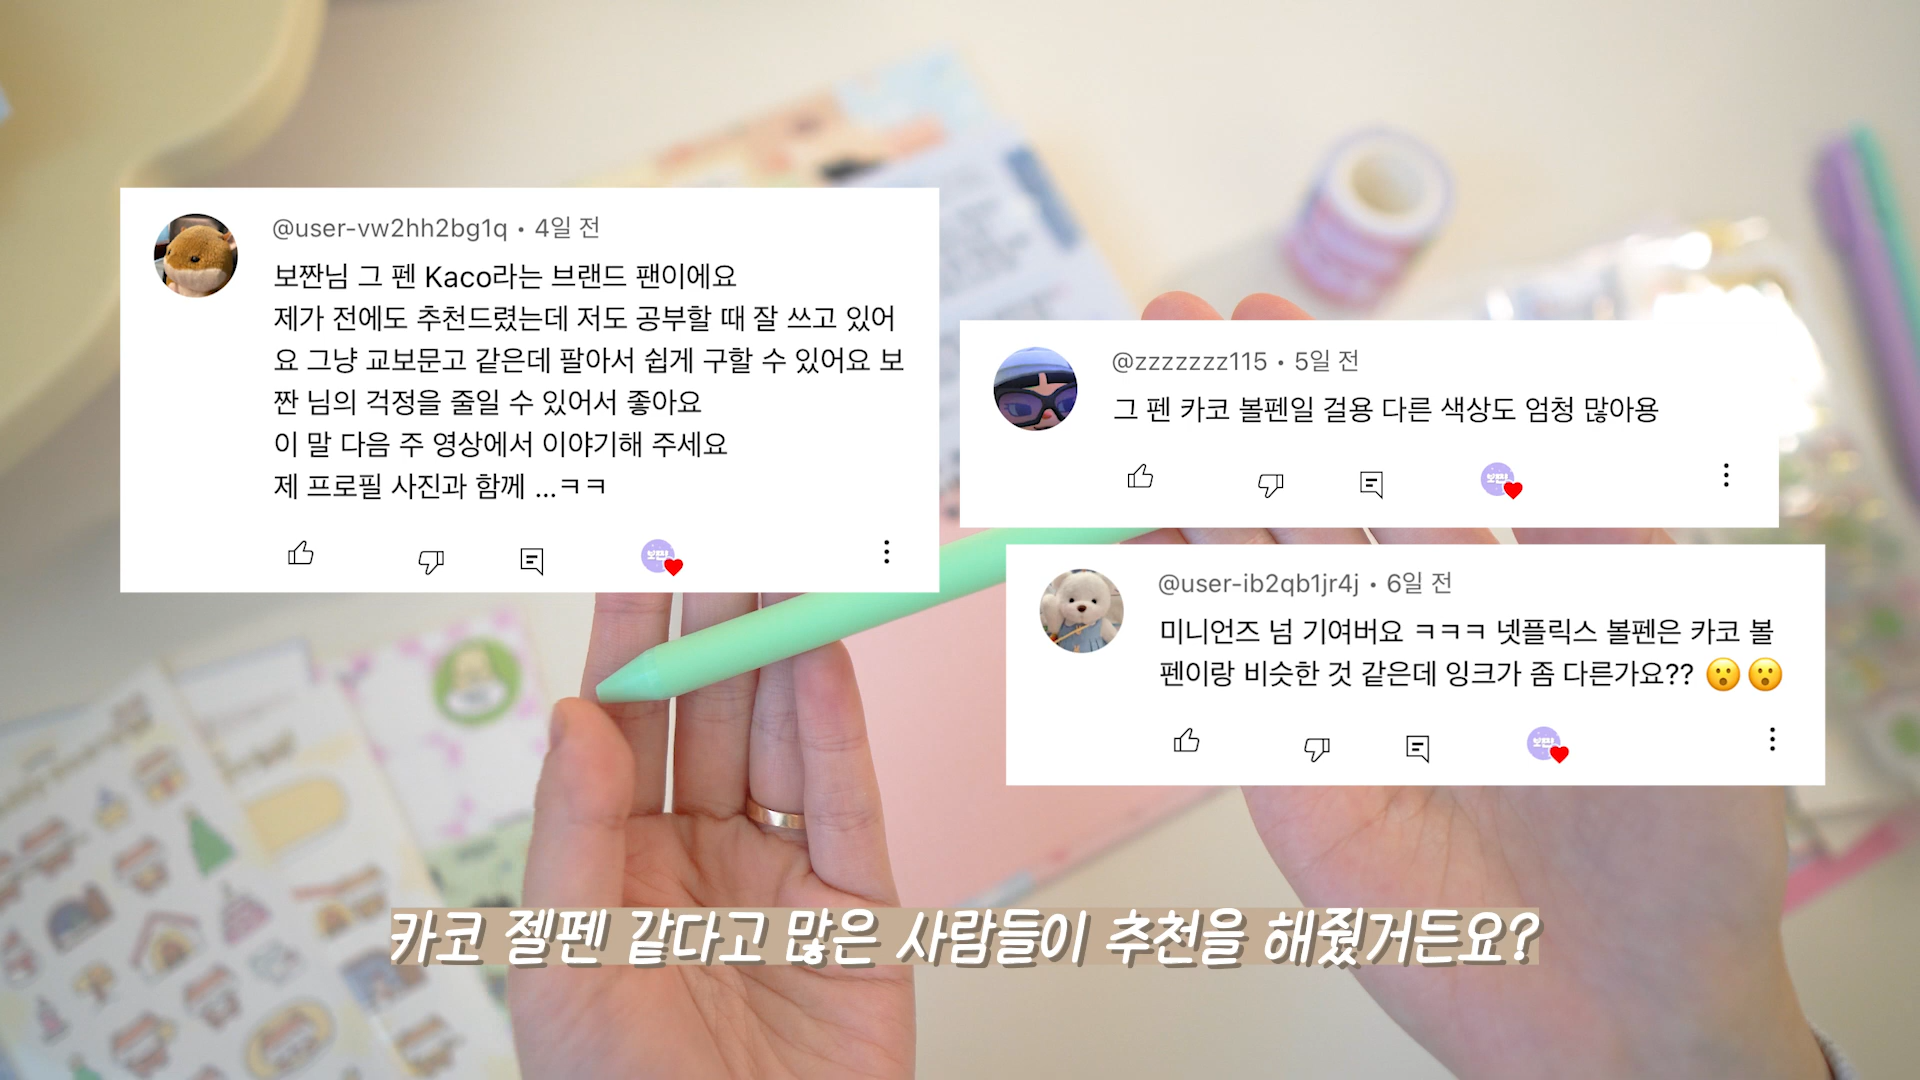 @user-vw2hh2bg1q • 4일 전
보짠님 그 펜 Kaco라는 브랜드 팬이에요
제가 전에도 추천드렸는데 저도 공부할 때 잘 쓰고 있어
요 그냥 교보문고 같은데 팔아서 쉽게 구할 수 있어요 보
짠 님의 걱정을 줄일 수 있어서 좋아요
이 말 다음 주 영상에서 이야기해 주세요
제 프로필 사진과 함께 ...ㅋㅋ
보짠
@zzzzzzz115 • 5일 전
그 펜 카코 볼펜일 걸용 다른 색상도 엄청 많아용
보짠
@user-ib2qb1jr4j • 6일 전
미니언즈 넘 기여버요 ㅋㅋㅋ 넷플릭스 볼펜은 카코 볼
펜이랑 비슷한 것 같은데 잉크가 좀 다른가요?? 😮😮
보짠
카코 젤펜 같다고 많은 사람들이 추천을 해줬거든요?